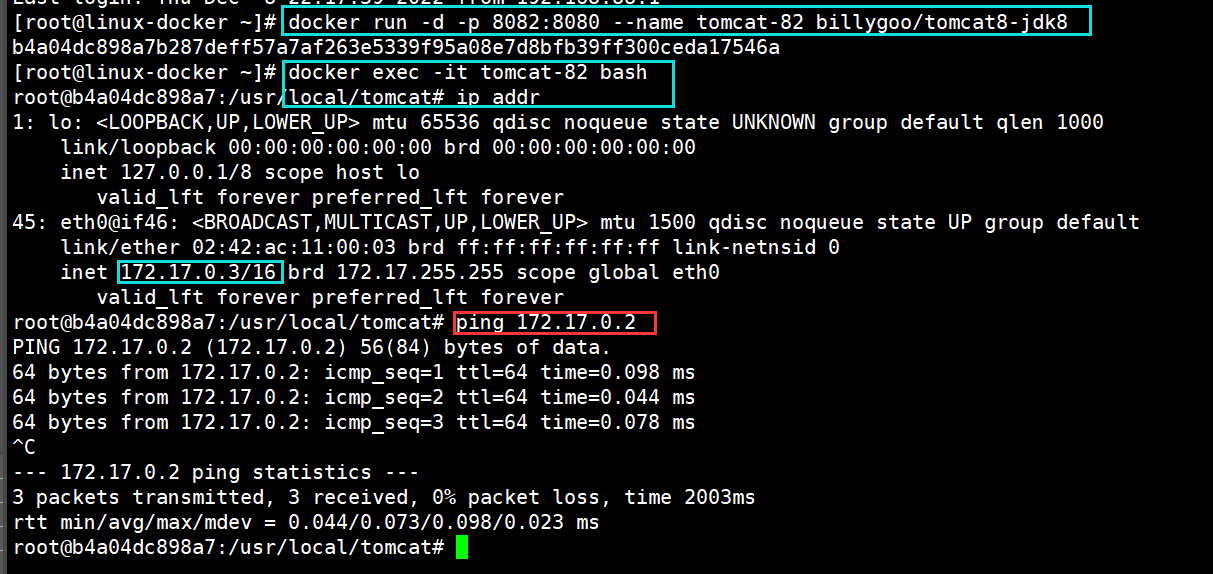 [root@linux-docker ~]# docker run -d -p 8082:8080 --name tomcat-82 billygoo/tomcat8-jdk8
b4a04dc898a7b287deff57a7af263e5339f95a08e7d8bfb39ff300ceda17546a
[root@linux-docker ~]# docker exec -it tomcat-82 bash
root@b4a04dc898a7:/usr/local/tomcat# ip addr
1: lo: <LOOPBACK,UP,LOWER_UP> mtu 65536 qdisc noqueue state UNKNOWN group default qlen 1000
    link/loopback 00:00:00:00:00:00 brd 00:00:00:00:00:00
    inet 127.0.0.1/8 scope host lo
       valid_lft forever preferred_lft forever
45: eth0@if46: <BROADCAST,MULTICAST,UP,LOWER_UP> mtu 1500 qdisc noqueue state UP group default
    link/ether 02:42:ac:11:00:03 brd ff:ff:ff:ff:ff:ff link-netnsid 0
    inet 172.17.0.3/16 brd 172.17.255.255 scope global eth0
       valid_lft forever preferred_lft forever
root@b4a04dc898a7:/usr/local/tomcat# ping 172.17.0.2
PING 172.17.0.2 (172.17.0.2) 56(84) bytes of data.
64 bytes from 172.17.0.2: icmp_seq=1 ttl=64 time=0.098 ms
64 bytes from 172.17.0.2: icmp_seq=2 ttl=64 time=0.044 ms
64 bytes from 172.17.0.2: icmp_seq=3 ttl=64 time=0.078 ms
^C
--- 172.17.0.2 ping statistics ---
3 packets transmitted, 3 received, 0% packet loss, time 2003ms
rtt min/avg/max/mdev = 0.044/0.073/0.098/0.023 ms
root@b4a04dc898a7:/usr/local/tomcat#